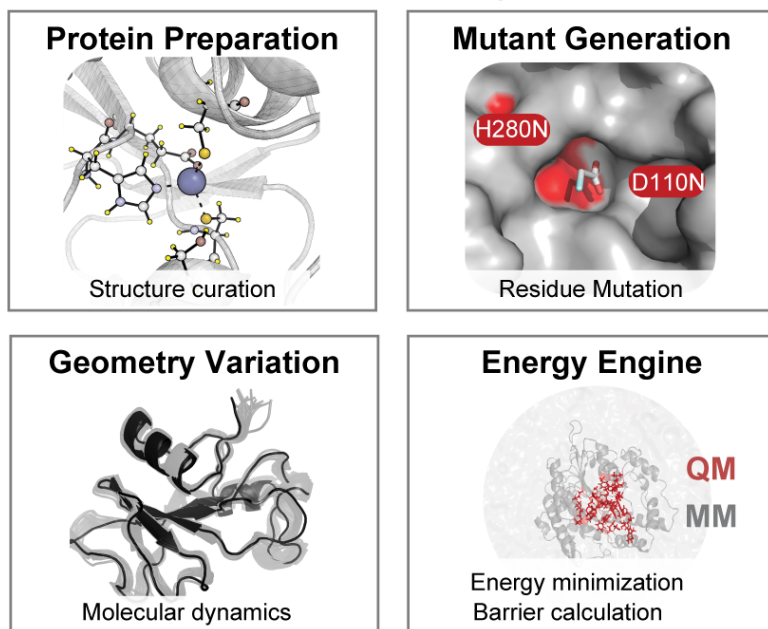 Protein Preparation
Structure curation
Mutant Generation
H280N
D110N
Residue Mutation
Geometry Variation
Molecular dynamics
Energy Engine
QM
MM
Energy minimization
Barrier calculation